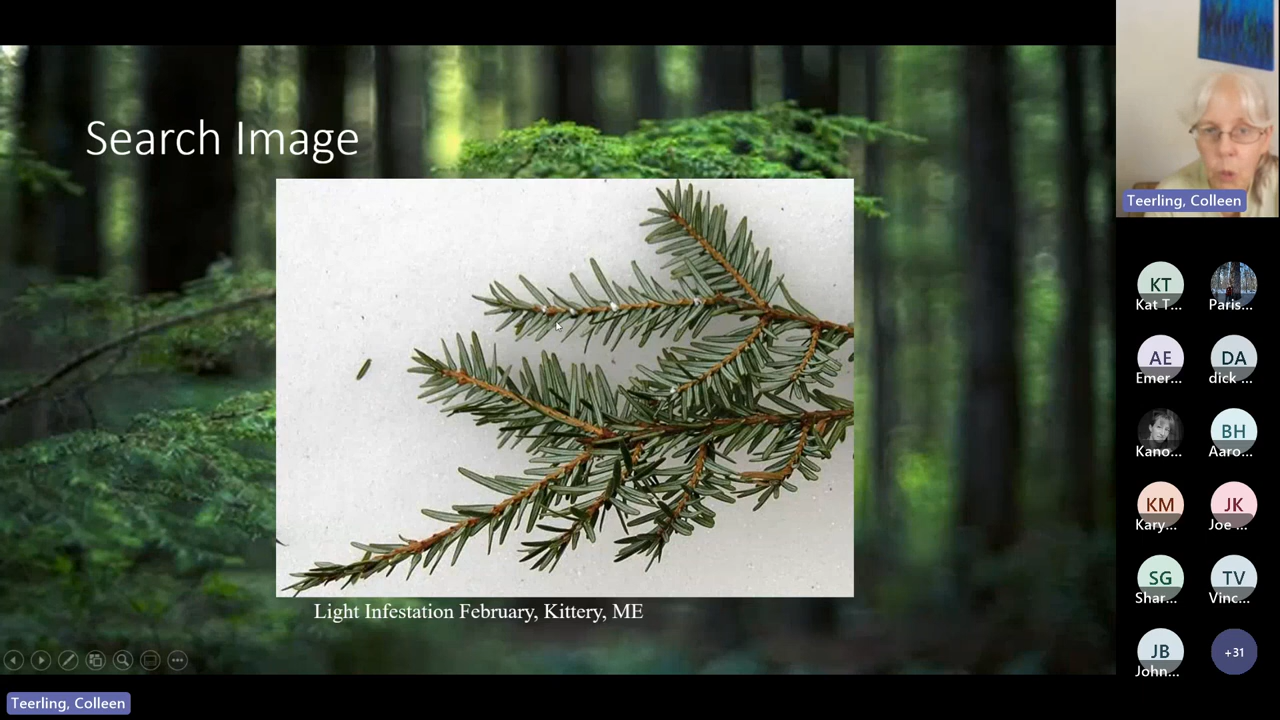 Search Image
Light Infestation February, Kittery, ME
Teerling, Colleen
KT
Kat T...
Paris...
AE
Emer...
DA
dick ...
Kano...
BH
Aaro...
KM
Kary...
JK
Joe ...
SG
Shar...
TV
Vinc...
JB
John...
+31
Teerling, Colleen